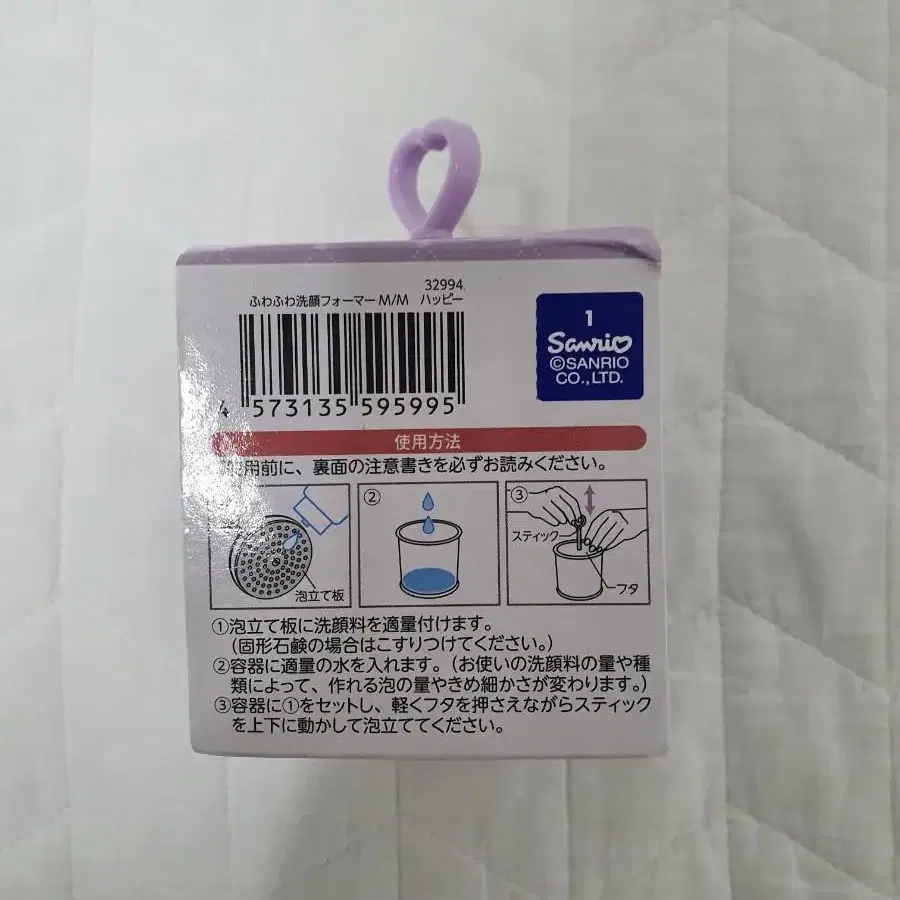 32994
ふわふわ洗顔フォーマー M/M ハッピー
4 573135 595995
1
Sanrio
©SANRIO
CO.,LTD.
使用方法
用前に、裏面の注意書きを必ずお読みください。
泡立て板
②
③
スティック
フタ
①泡立て板に洗顔料を適量付けます。
(固形石鹸の場合はこすりつけてください。)
②容器に適量の水を入れます。(お使いの洗顔料の量や種
類によって、作れる泡の量やきめ細かさが変わります。)
③容器に①をセットし、軽くフタを押さえながらスティック
を上下に動かして泡立ててください。